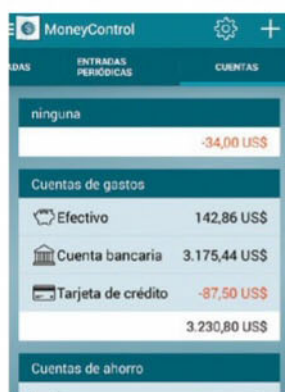 MoneyControl
ADAS
ENTRADAS
PERIÓDICAS
CUENTAS
ninguna
-34,00 US$
Cuentas de gastos
Efectivo 142,86 US$
Cuenta bancaria 3.175,44 US$
Tarjeta de crédito -87,50 US$
3.230,80 US$
Cuentas de ahorro